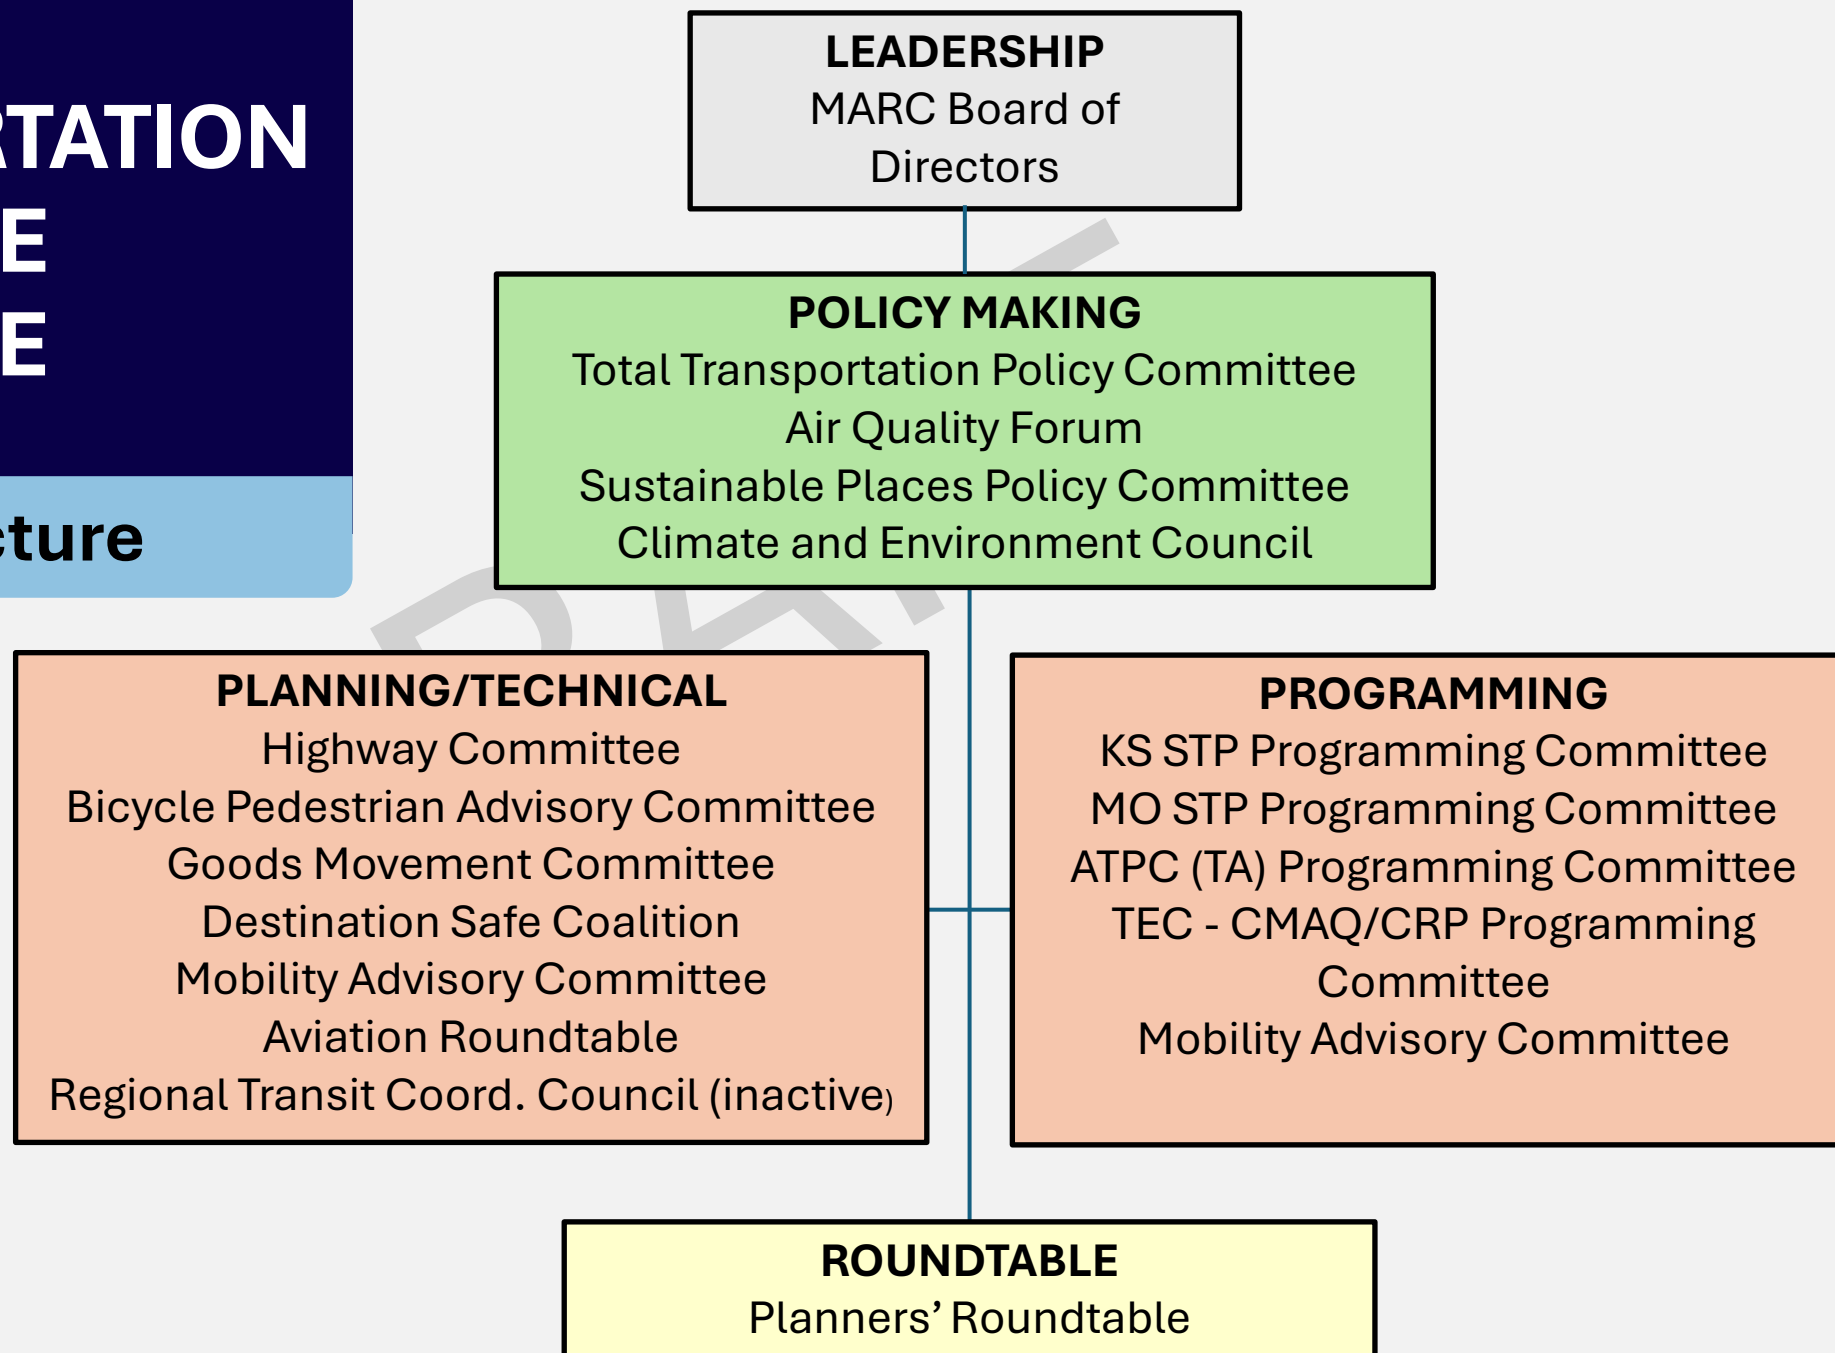 LEADERSHIP
MARC Board of
Directors
POLICY MAKING
Total Transportation Policy Committee
Air Quality Forum
Sustainable Places Policy Committee
Climate and Environment Council
PLANNING/TECHNICAL
Highway Committee
Bicycle Pedestrian Advisory Committee
Goods Movement Committee
Destination Safe Coalition
Mobility Advisory Committee
Aviation Roundtable
Regional Transit Coord. Council (inactive)
PROGRAMMING
KS STP Programming Committee
MO STP Programming Committee
ATPC (TA) Programming Committee
TEC - CMAQ/CRP Programming
Committee
Mobility Advisory Committee
ROUNDTABLE
Planners’ Roundtable